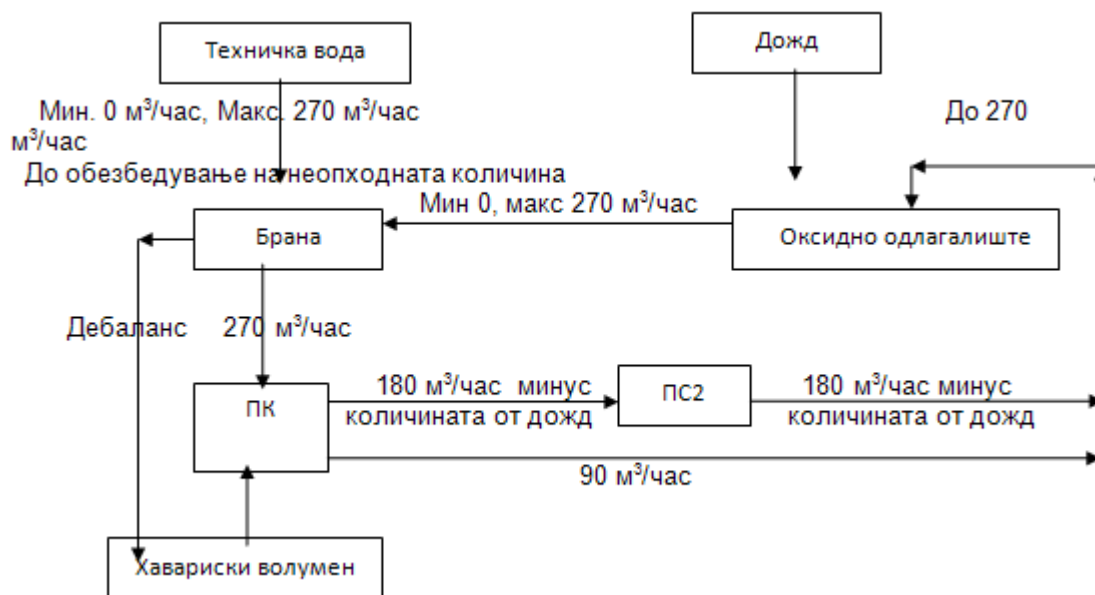 Техничка вода
Дожд
Мин. 0 м³/час, Макс. 270 м³/час
До 270
м³/час
До обезбедување на неопходната количина
Мин 0, макс 270 м³/час
Брана
Оксидно одлагалиште
Дебаланс 270 м³/час
ПК
180 м³/час минус
количината от дожд
ПС2
180 м³/час минус
количината от дожд
90 м³/час
Хавариски волумен